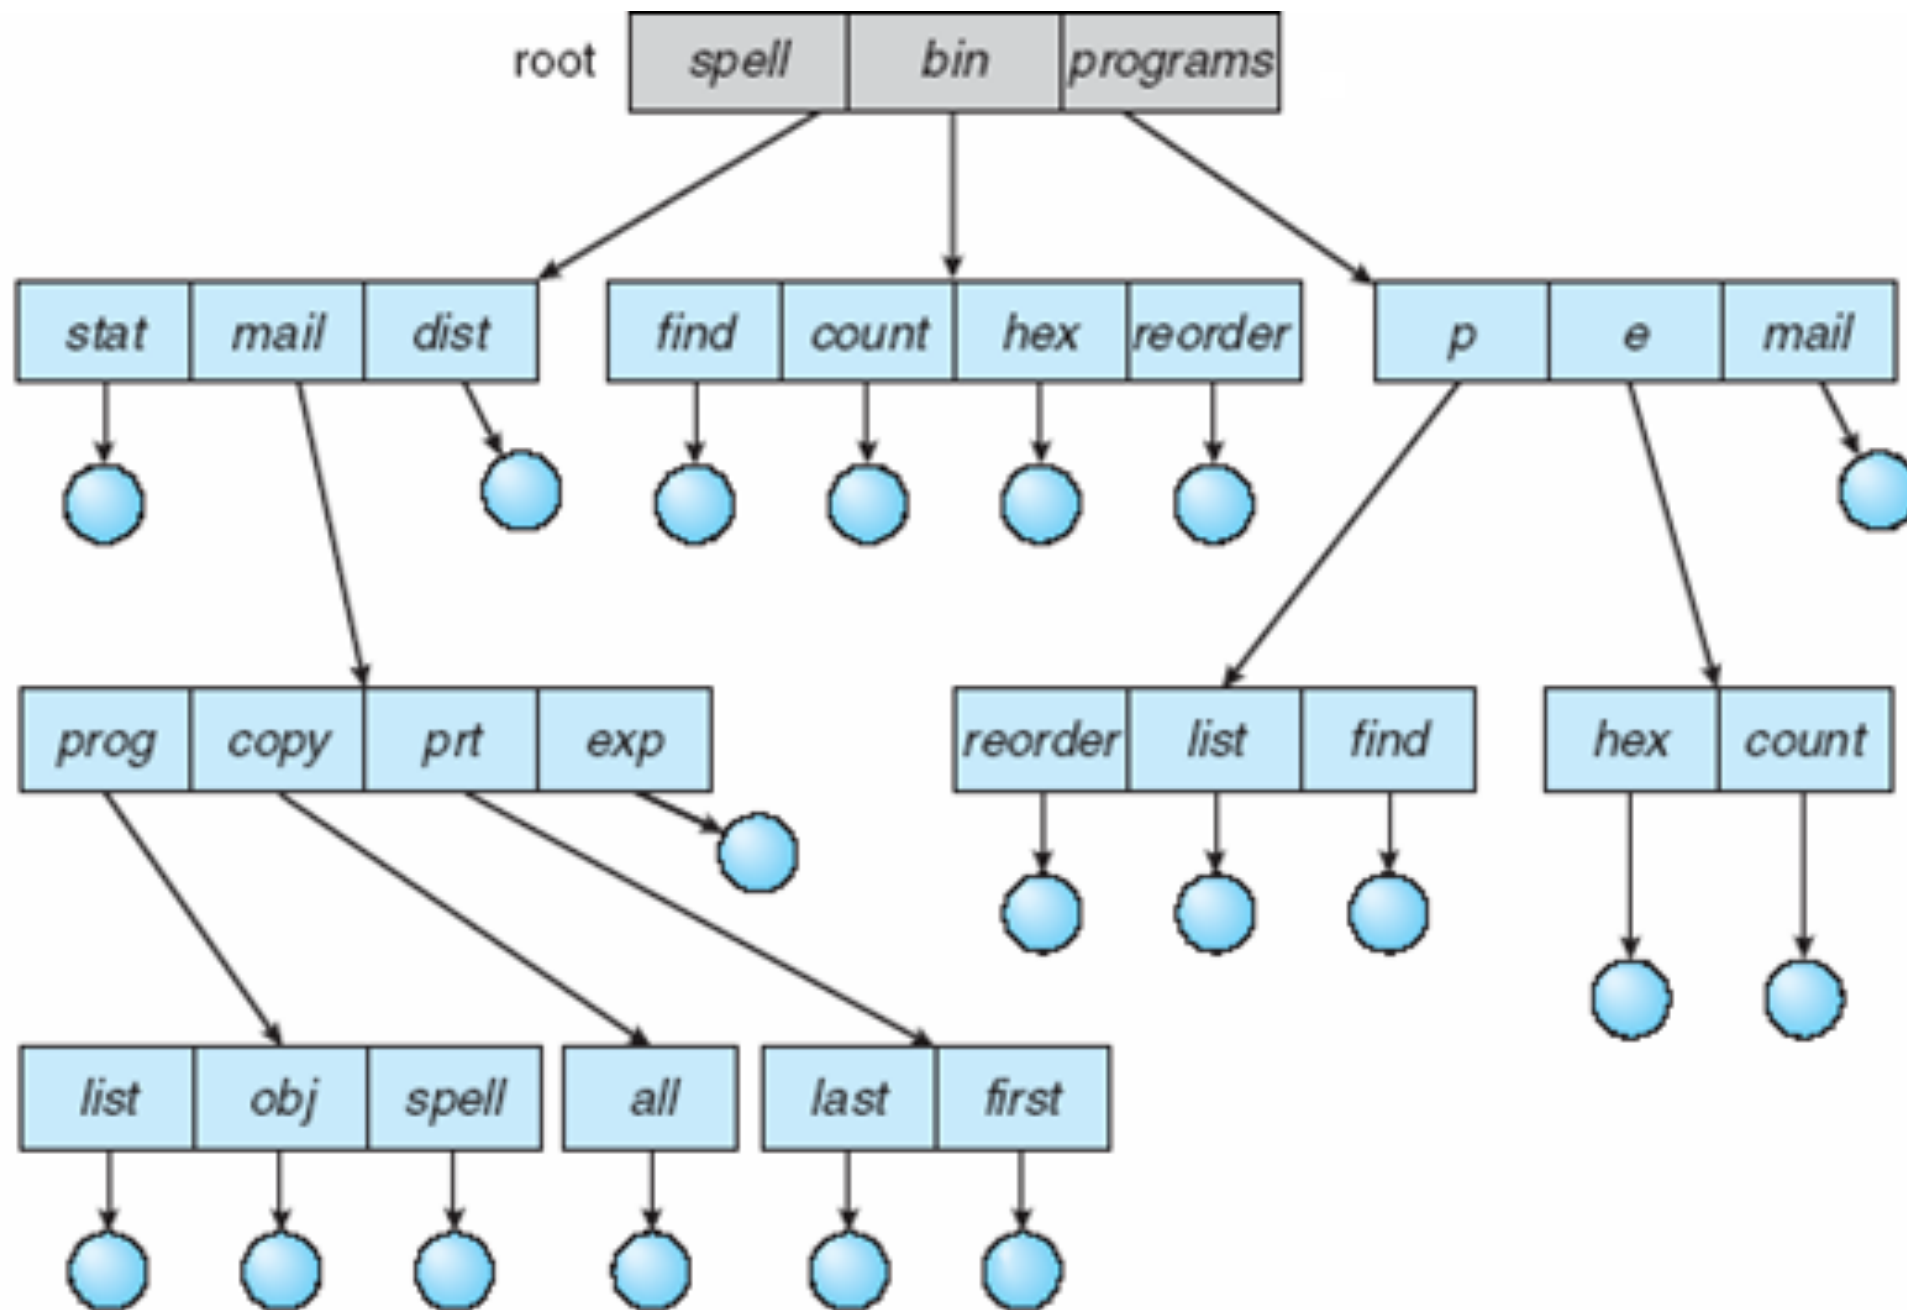 root spell bin programs
stat mail dist find count hex reorder p e mail
prog copy prt exp reorder list find hex count
list obj spell all last first